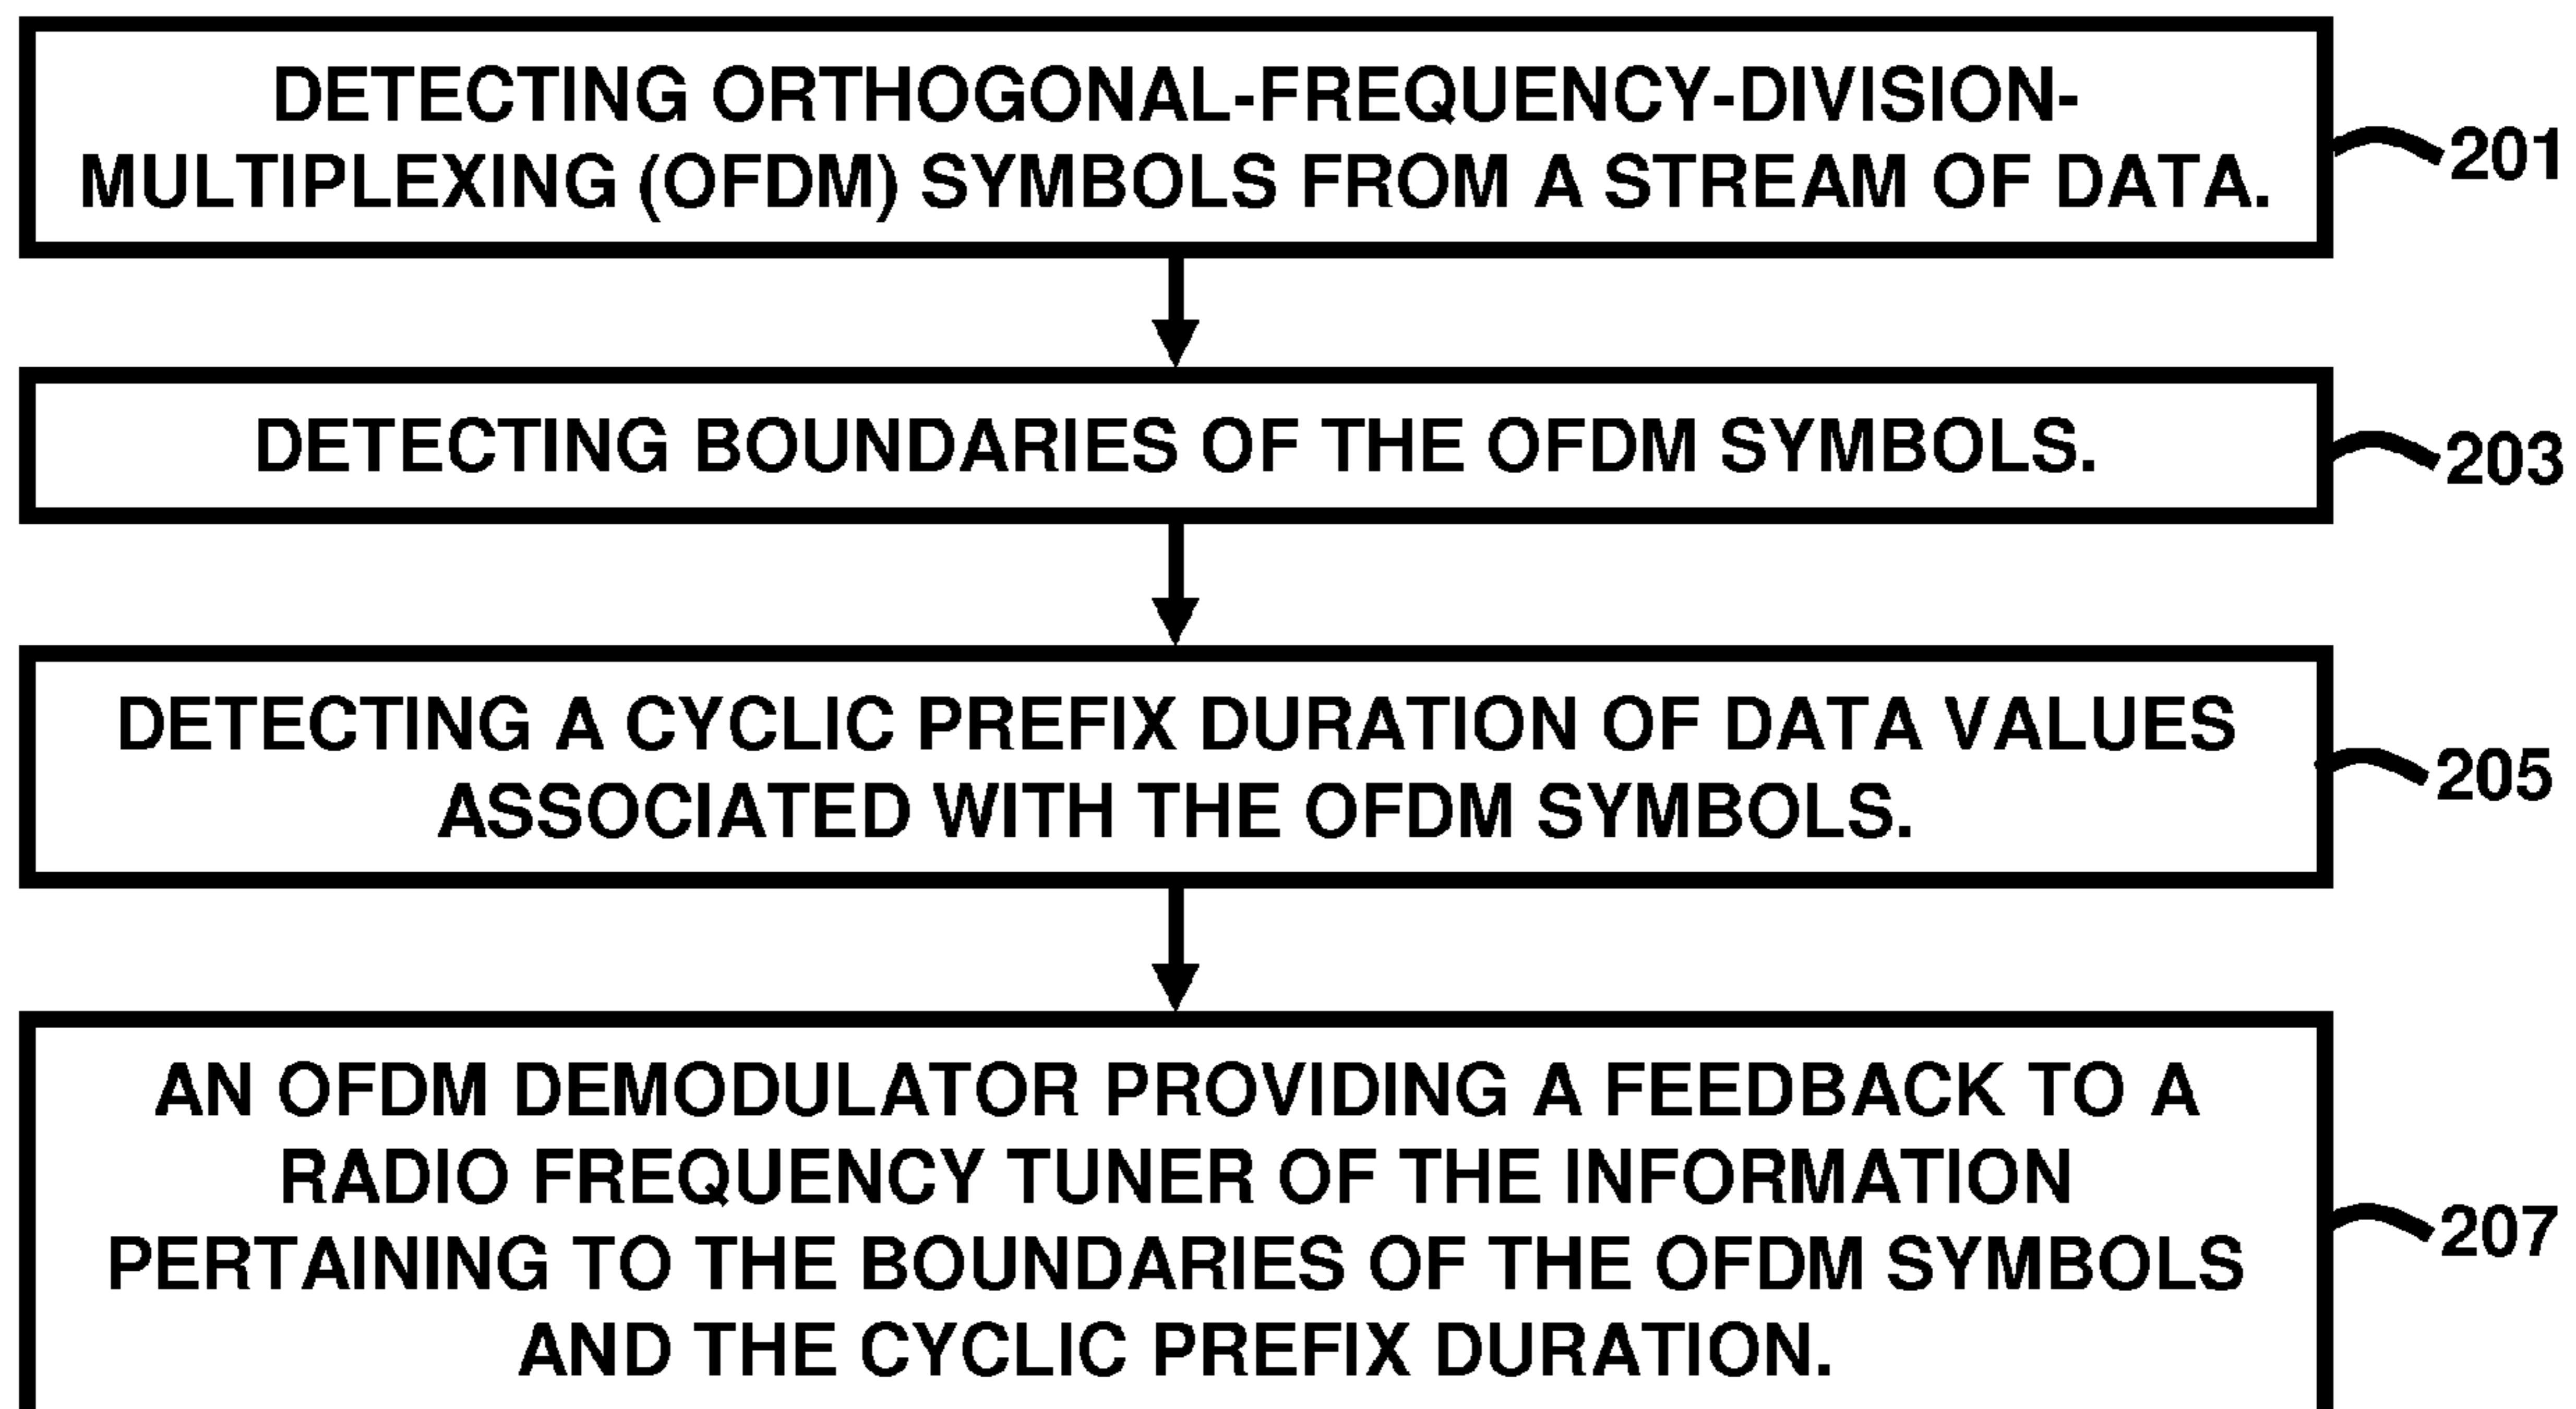 DETECTING ORTHOGONAL-FREQUENCY-DIVISION-
MULTIPLEXING (OFDM) SYMBOLS FROM A STREAM OF DATA.
201
DETECTING BOUNDARIES OF THE OFDM SYMBOLS.
203
DETECTING A CYCLIC PREFIX DURATION OF DATA VALUES
ASSOCIATED WITH THE OFDM SYMBOLS.
205
AN OFDM DEMODULATOR PROVIDING A FEEDBACK TO A
RADIO FREQUENCY TUNER OF THE INFORMATION
PERTAINING TO THE BOUNDARIES OF THE OFDM SYMBOLS
AND THE CYCLIC PREFIX DURATION.
207